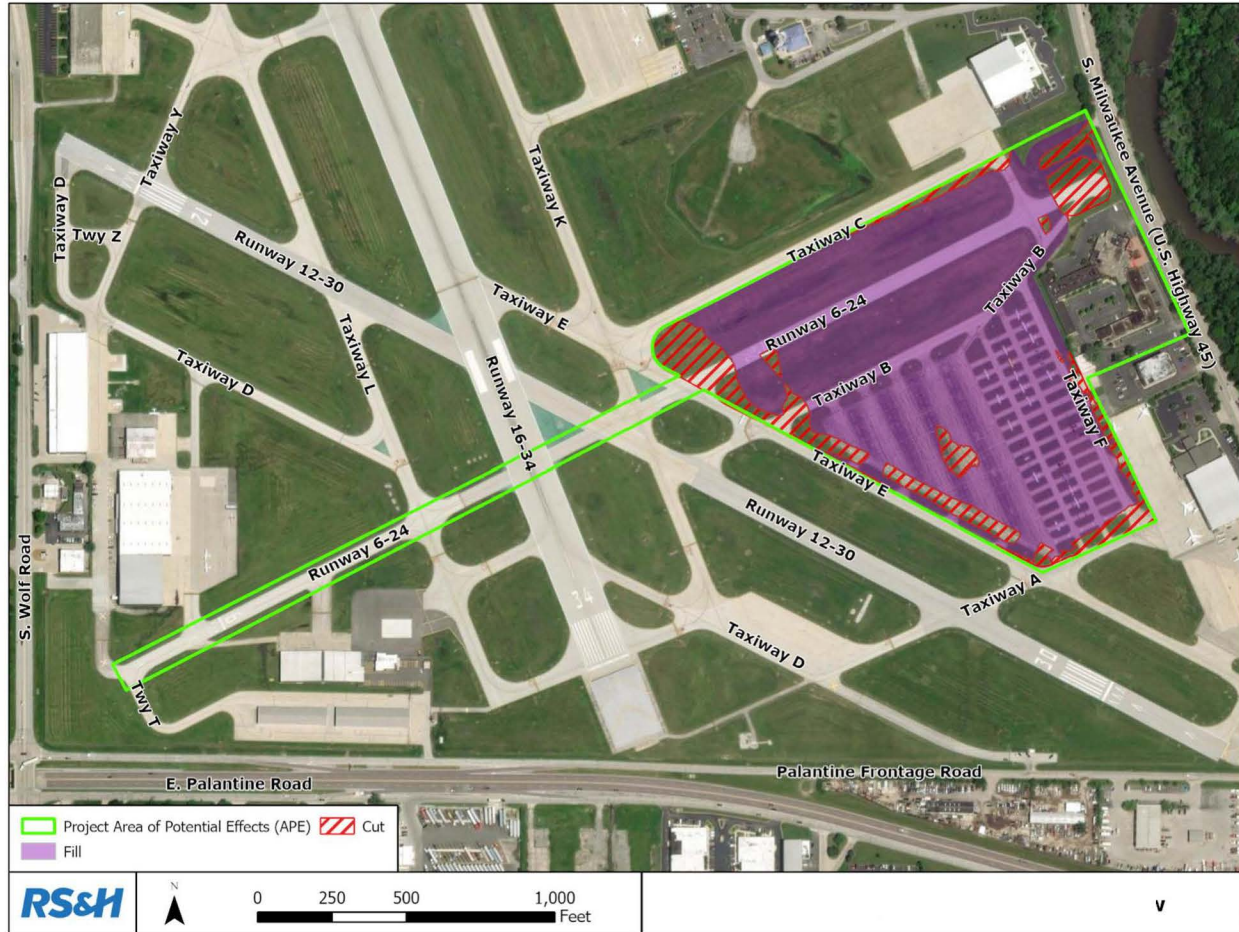 S. Milwaukee Avenue (U.S. Highway 45)
Taxiway Y
Taxiway D
Twy Z
Taxiway K
Runway 12-30
Taxiway C
Taxiway E
Taxiway B
Runway 6-24
Taxiway L
Taxiway D
Runway 16-34
Taxiway B
Taxiway F
Taxiway E
Runway 12-30
Runway 6-24
S. Wolf Road
Taxiway A
34
Taxiway D
30
Twy T
Palantine Frontage Road
E. Palantine Road
Project Area of Potential Effects (APE)
Cut
Fill
RS&H
N
0 250 500 1,000
Feet
v